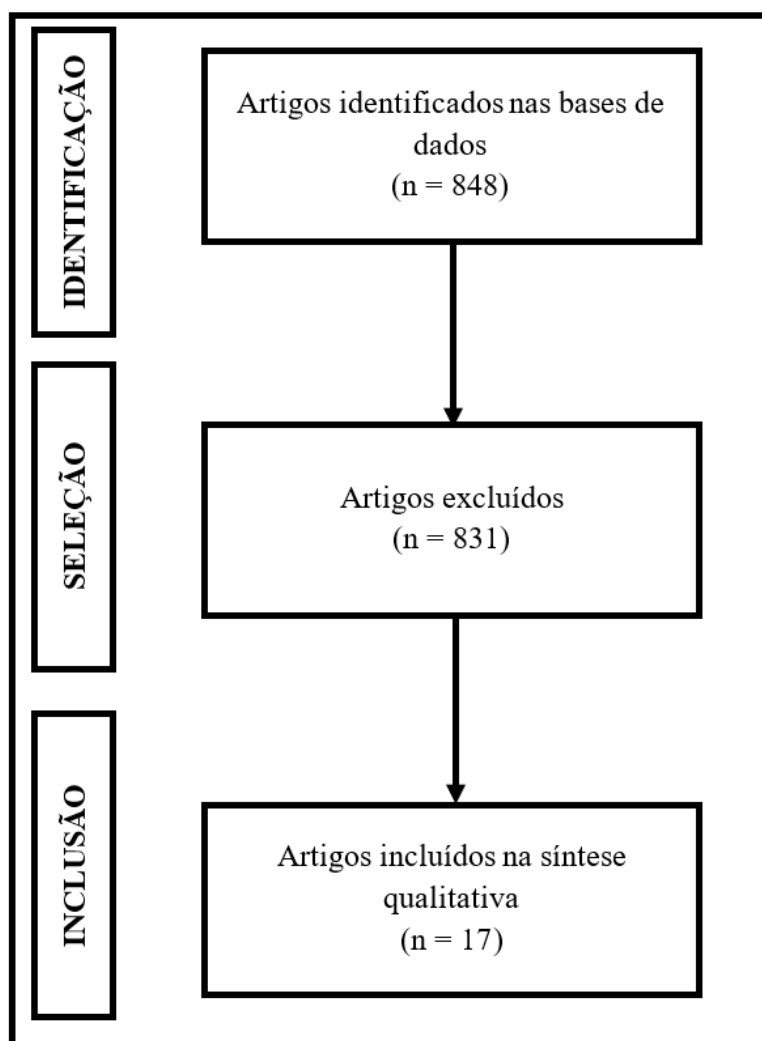 IDENTIFICAÇÃO
Artigos identificados nas bases de
dados
(n = 848)
SELEÇÃO
Artigos excluídos
(n = 831)
INCLUSÃO
Artigos incluídos na síntese
qualitativa
(n = 17)